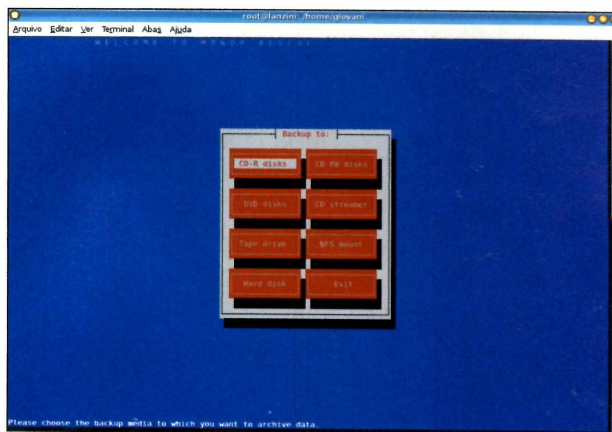 root@lanzini: /home/giovani
Arquivo Editar Ver Terminal Abas Ajuda
WELCOME TO MONDO RESCUE
Backup to:
CD-R disks CD-RW disks
DVD disks CD streamer
Tape drive NFS mount
Hard disk Exit
Please choose the backup media to which you want to archive data.